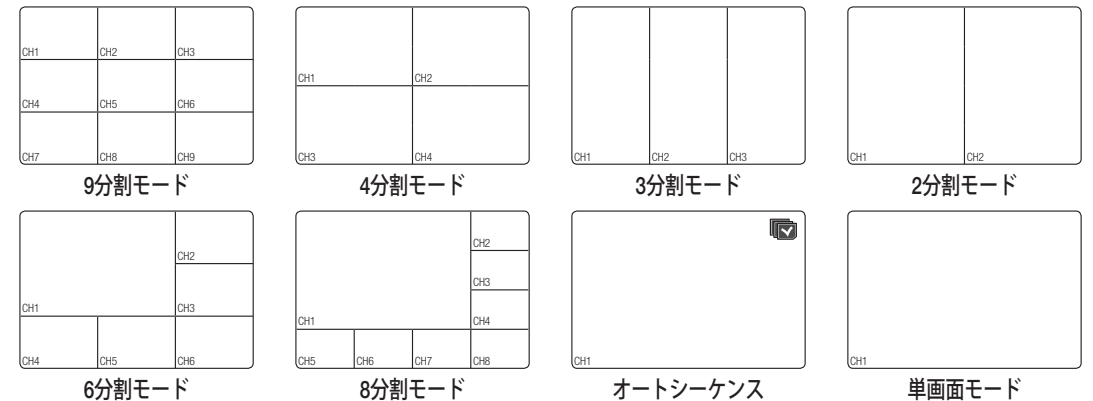 CH1 CH2 CH3
CH4 CH5 CH6
CH7 CH8 CH9
9分割モード
CH1 CH2
CH3 CH4
4分割モード
CH1 CH2 CH3
3分割モード
CH1 CH2
2分割モード
CH2
CH1 CH3
CH4 CH5 CH6
6分割モード
CH2
CH3
CH1 CH4
CH5 CH6 CH7 CH8
8分割モード
CH1
オートシーケンス
CH1
単画面モード